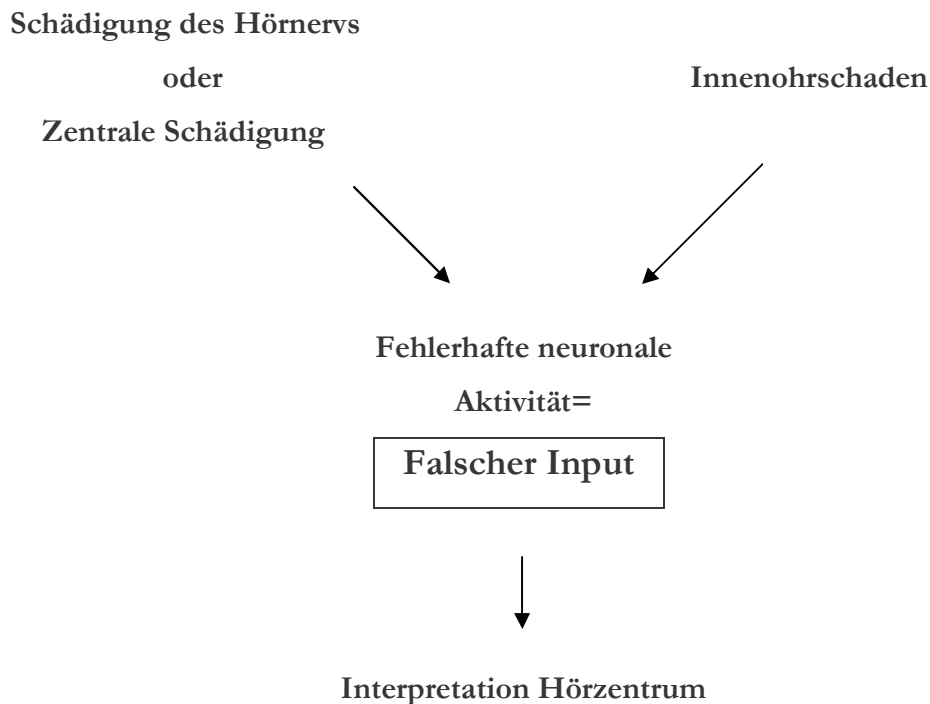 Schädigung des Hörnervs
oder
Zentrale Schädigung
Innenohrschaden
Fehlerhafte neuronale
Aktivität=
Falscher Input
Interpretation Hörzentrum